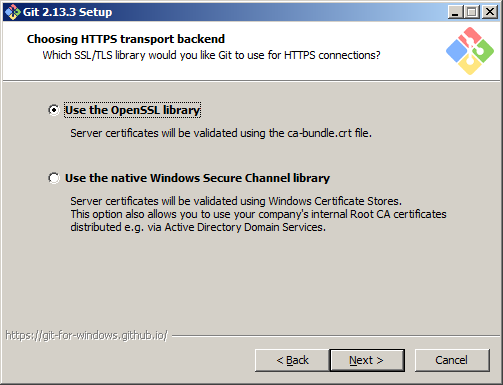 Git 2.13.3 Setup
Choosing HTTPS transport backend
Which SSL/TLS library would you like Git to use for HTTPS connections?
Use the OpenSSL library
Server certificates will be validated using the ca-bundle.crt file.
Use the native Windows Secure Channel library
Server certificates will be validated using Windows Certificate Stores.
This option also allows you to use your company's internal Root CA certificates
distributed e.g. via Active Directory Domain Services.
https://git-for-windows.github.io/
< Back
Next >
Cancel